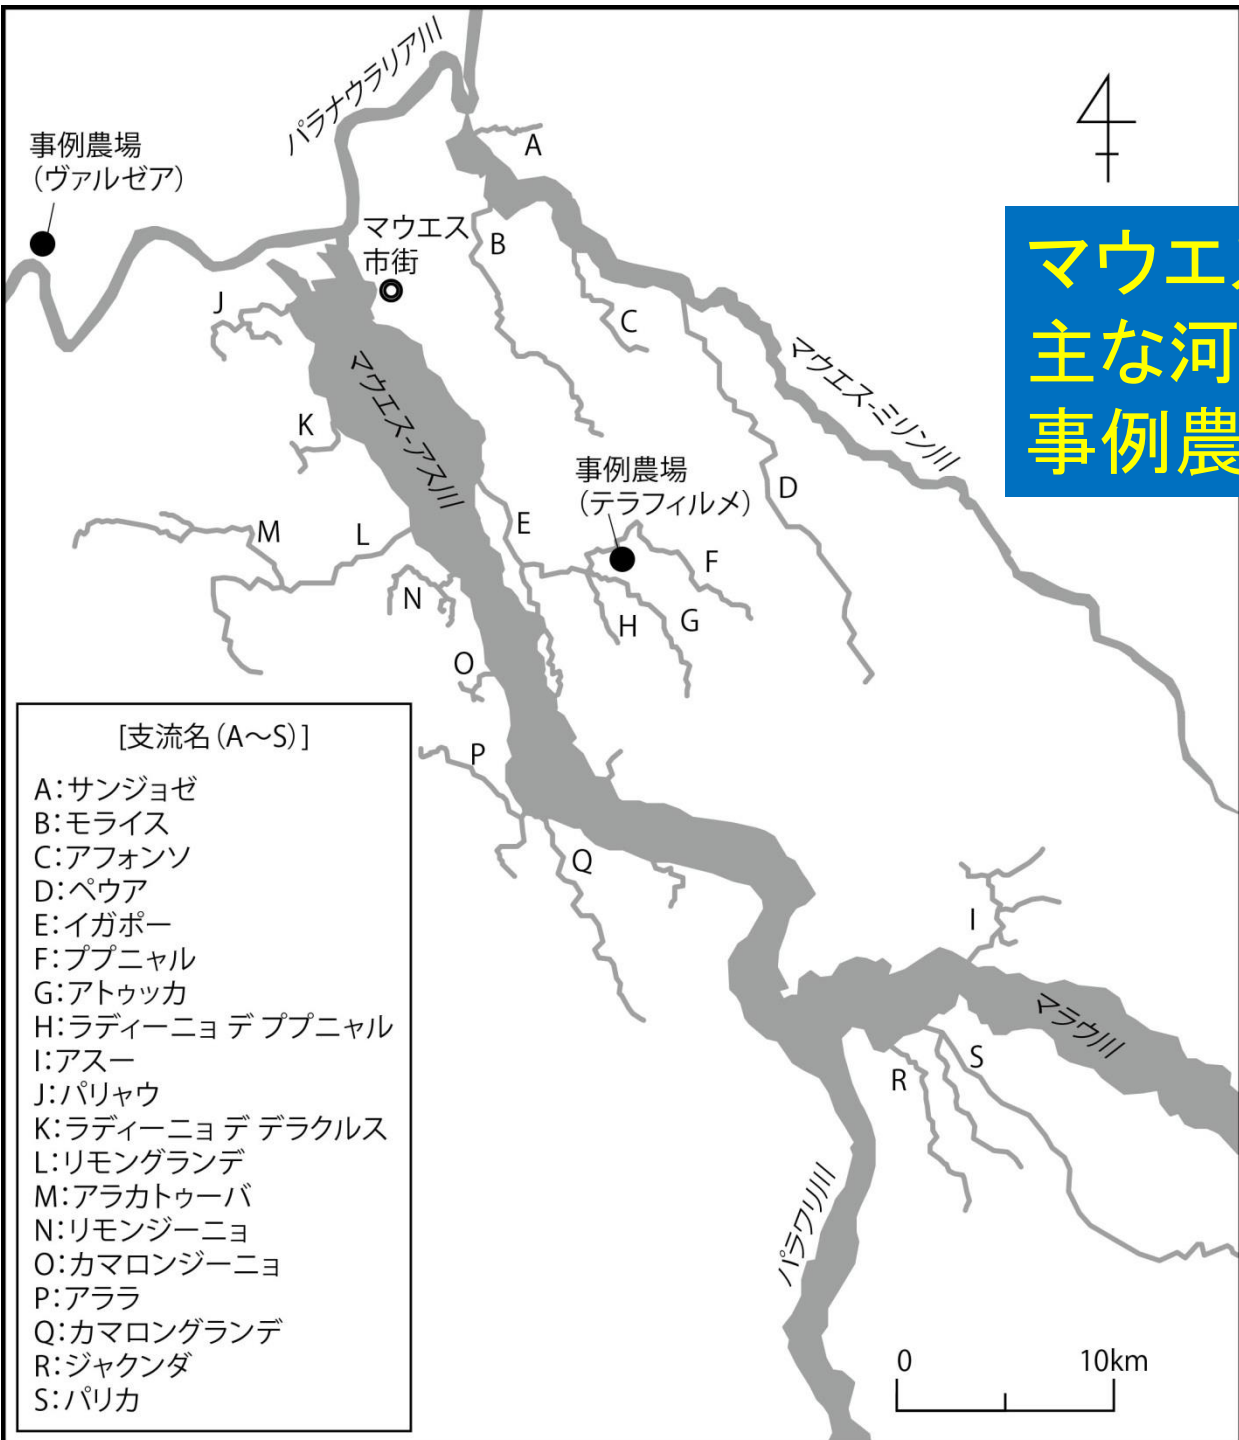 パラナウラリア川
事例農場
（ヴァルゼア）
A
マウエス
市街
B
マウエ
主な河
事例農
J
C
マウエス-アス川
マウエス-ミリン川
K
事例農場
（テラフィルメ）
D
M
L
E
F
N
H
G
O
[支流名（A～S）]
A：サンジョゼ
B：モライス
C：アフォンソ
D：ペウア
E：イガポー
F：ププニャル
G：アトゥッカ
H：ラディーニョ デ ププニャル
I：アスー
J：パリャウ
K：ラディーニョ デ デラクルス
L：リモングランデ
M：アラカトゥーバ
N：リモンジーニョ
O：カマロンジーニョ
P：アララ
Q：カマロングランデ
R：ジャクンダ
S：パリカ
P
Q
I
マラウ川
S
R
パラウリ川
0 10km